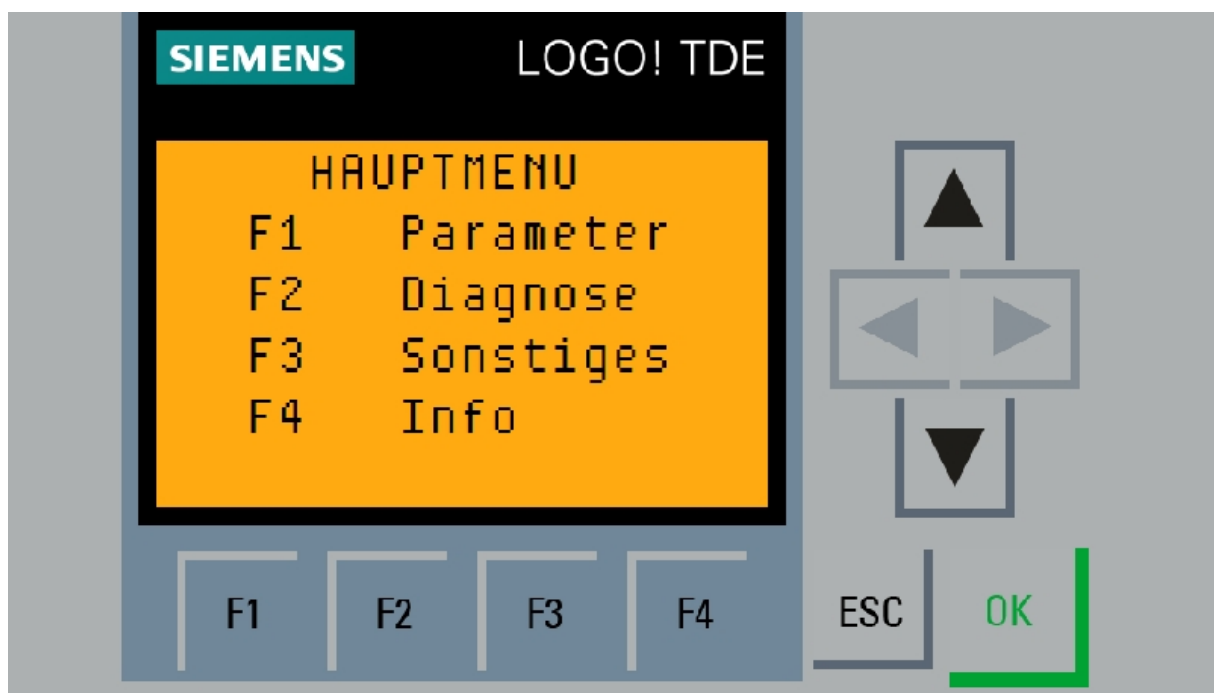 SIEMENS LOGO! TDE
HAUPTMENU
F1 Parameter
F2 Diagnose
F3 Sonstiges
F4 Info
F1 F2 F3 F4 ESC OK